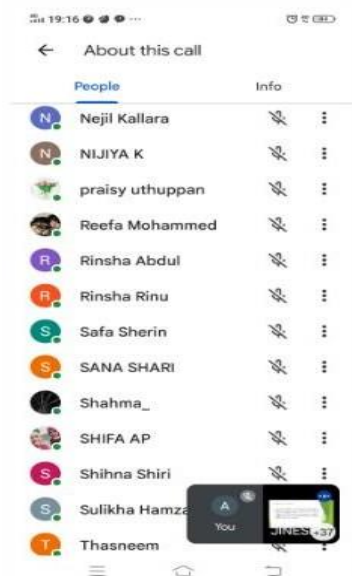 19:16
About this call
People Info
N Nejil Kallara
N NIJIYA K
praisy uthuppan
Reefa Mohammed
R Rinsha Abdul
R Rinsha Rinu
S Safa Sherin
S SANA SHARI
Shahma_
SHIFA AP
S Shihna Shiri
S Sulikha Hamza
A
You
JINES
+37
T Thasneem